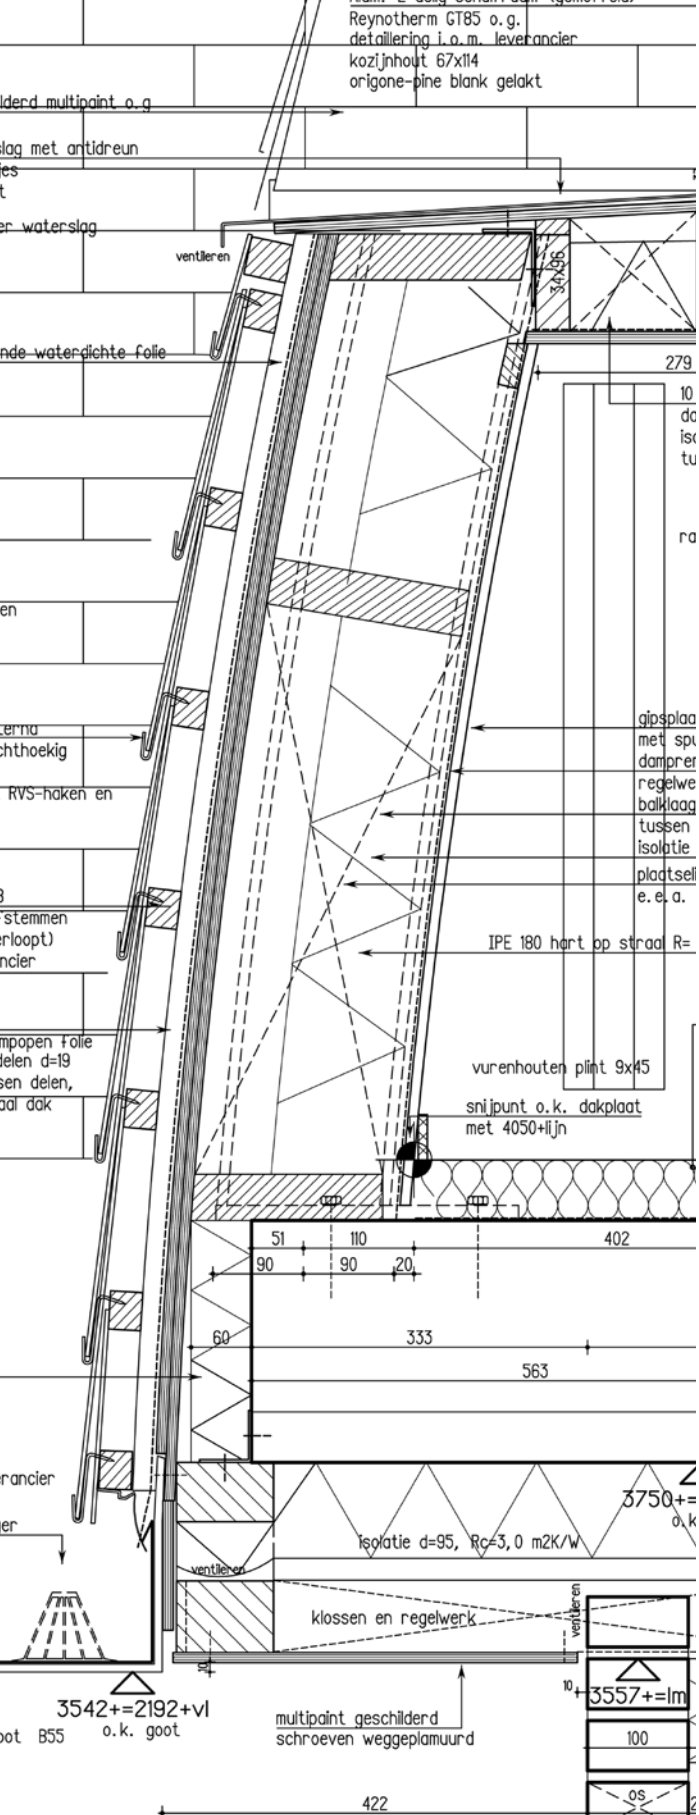 Reynotherm GT85 o.g.
detaillering i.o.m. leverancier
kozijnhout 67x114
origone-pine blank gelakt
lderd multipaint o.g
slag met antidreun
jes
t
er waterslag
ventileren
34x96
nde waterdichte folie
279
10
da
iso
tu
ra
en
terna
chthoekig
RVS-haken en
gipsplaa
met spu
dampren
regelwe
balklaag
tussen
isolatie
plaatseli
e.e.a.
8
-stemmen
erloopt)
ncier
IPE 180 hart op straal R=
mpopen folie
delen d=19
sen delen,
aal dak
vurenhouten plint 9x45
snijpunt o.k. dakplaat
met 4050+lijn
51 110 402
90 90 20
60 333
563
erancier
ger
3750+=
o.k
isolatie d=95, Rc=3,0 m2K/W
ventileren
klossen en regelwerk
ventileren
10
10
3557+=lm
3542+=2192+vl
o.k. goot
oot B55
multipaint geschilderd
schroeven weggeplamuurd
100
os
422